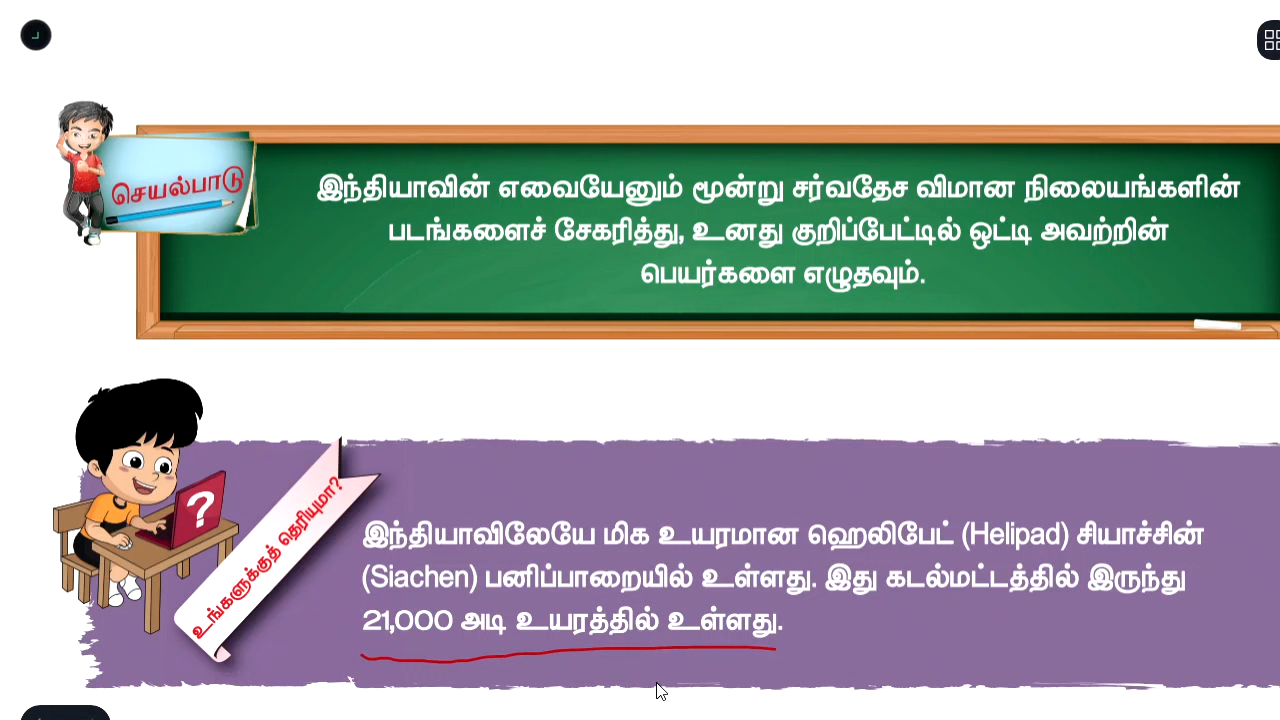 செயல்பாடு
இந்தியாவின் எவையேனும் மூன்று சர்வதேச விமான நிலையங்களின்
படங்களைச் சேகரித்து, உனது குறிப்பேட்டில் ஒட்டி அவற்றின்
பெயர்களை எழுதவும்.
உங்களுக்குத் தெரியுமா?
?
இந்தியாவிலேயே மிக உயரமான ஹெலிபேட் (Helipad) சியாச்சின்
(Siachen) பனிப்பாறையில் உள்ளது. இது கடல்மட்டத்தில் இருந்து
21,000 அடி உயரத்தில் உள்ளது.